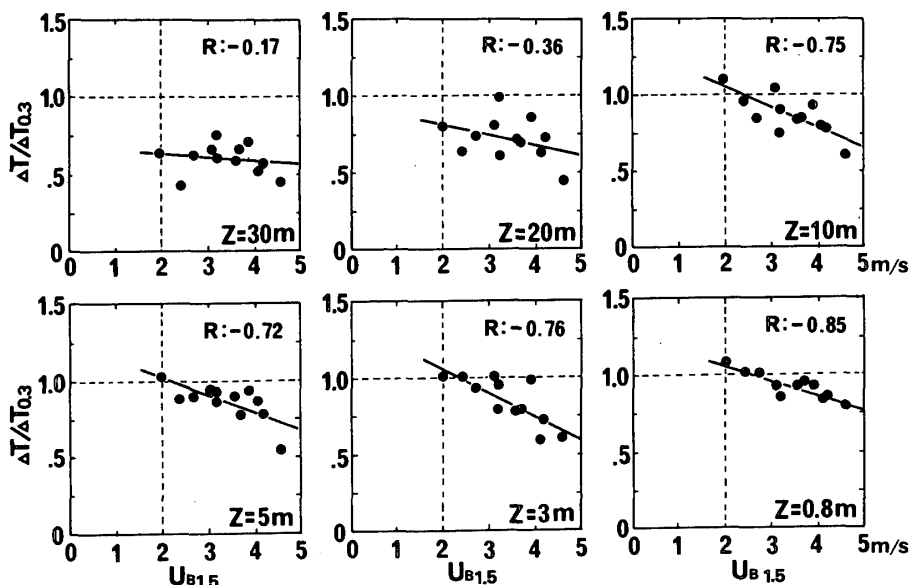 1.5
R:-0.17
1.0
ΔT/ΔT0.3
.5
Z=30m
0
0 1 2 3 4 5
1.5
R:-0.36
1.0
.5
Z=20m
0
0 1 2 3 4 5
1.5
R:-0.75
1.0
.5
Z=10m
0
0 1 2 3 4 5m/s
1.5
R:-0.72
1.0
ΔT/ΔT0.3
.5
Z=5m
0
0 1 2 3 4 5
UB1.5
1.5
R:-0.76
1.0
.5
Z=3m
0
0 1 2 3 4 5
UB1.5
1.5
R:-0.85
1.0
.5
Z=0.8m
0
0 1 2 3 4 5m/s
UB1.5